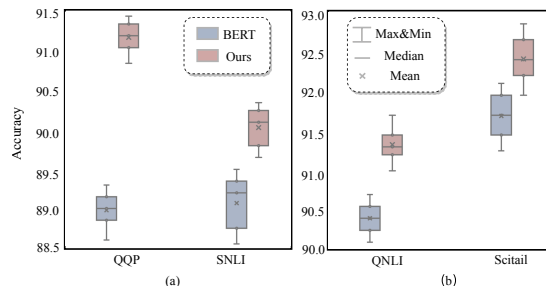 91.5
91.0
90.5
90.0
89.5
89.0
88.5
Accuracy
BERT
Ours
QQP
SNLI
(a)
93.0
92.5
92.0
91.5
91.0
90.5
90.0
Max&Min
Median
Mean
QNLI
Scitail
(b)